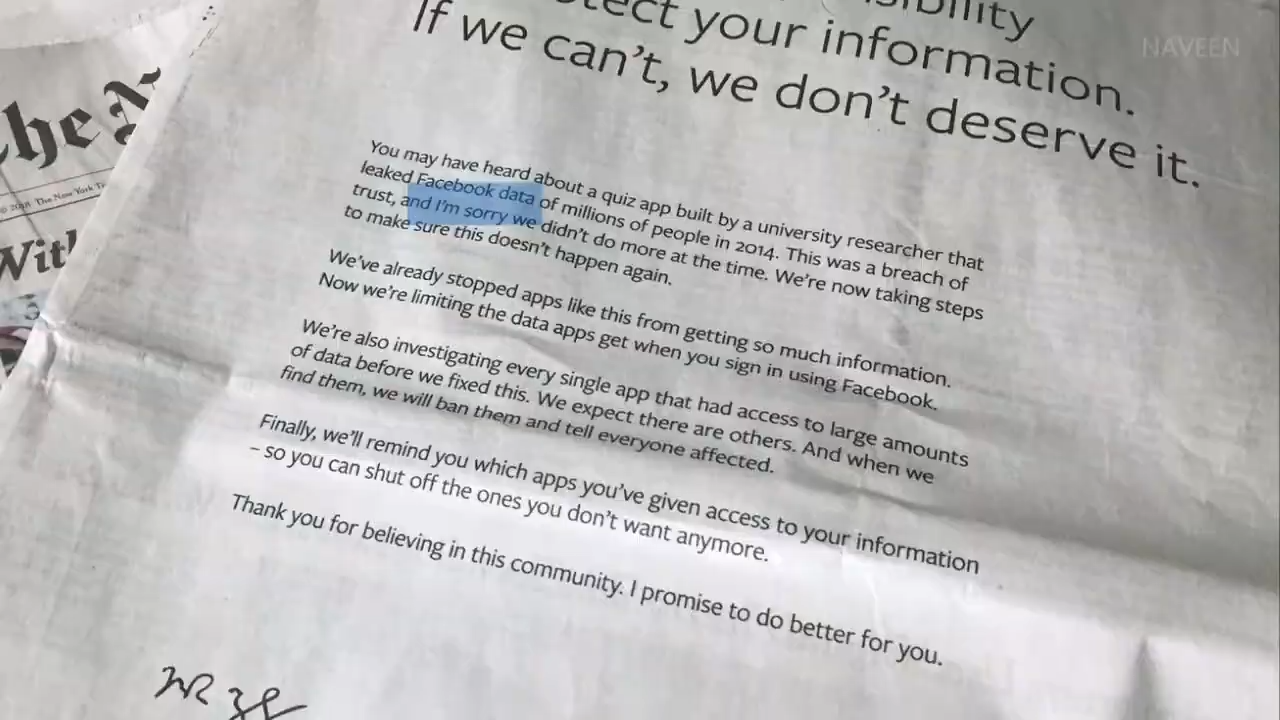 sibility
tect your information.
If we can't, we don't deserve it.
NAVEEN
The N
© 2018 The New York Ti
With
You may have heard about a quiz app built by a university researcher that
leaked Facebook data of millions of people in 2014. This was a breach of
trust, and I'm sorry we didn't do more at the time. We're now taking steps
to make sure this doesn't happen again.
We've already stopped apps like this from getting so much information.
Now we're limiting the data apps get when you sign in using Facebook.
We're also investigating every single app that had access to large amounts
of data before we fixed this. We expect there are others. And when we
find them, we will ban them and tell everyone affected.
Finally, we'll remind you which apps you've given access to your information
– so you can shut off the ones you don't want anymore.
Thank you for believing in this community. I promise to do better for you.